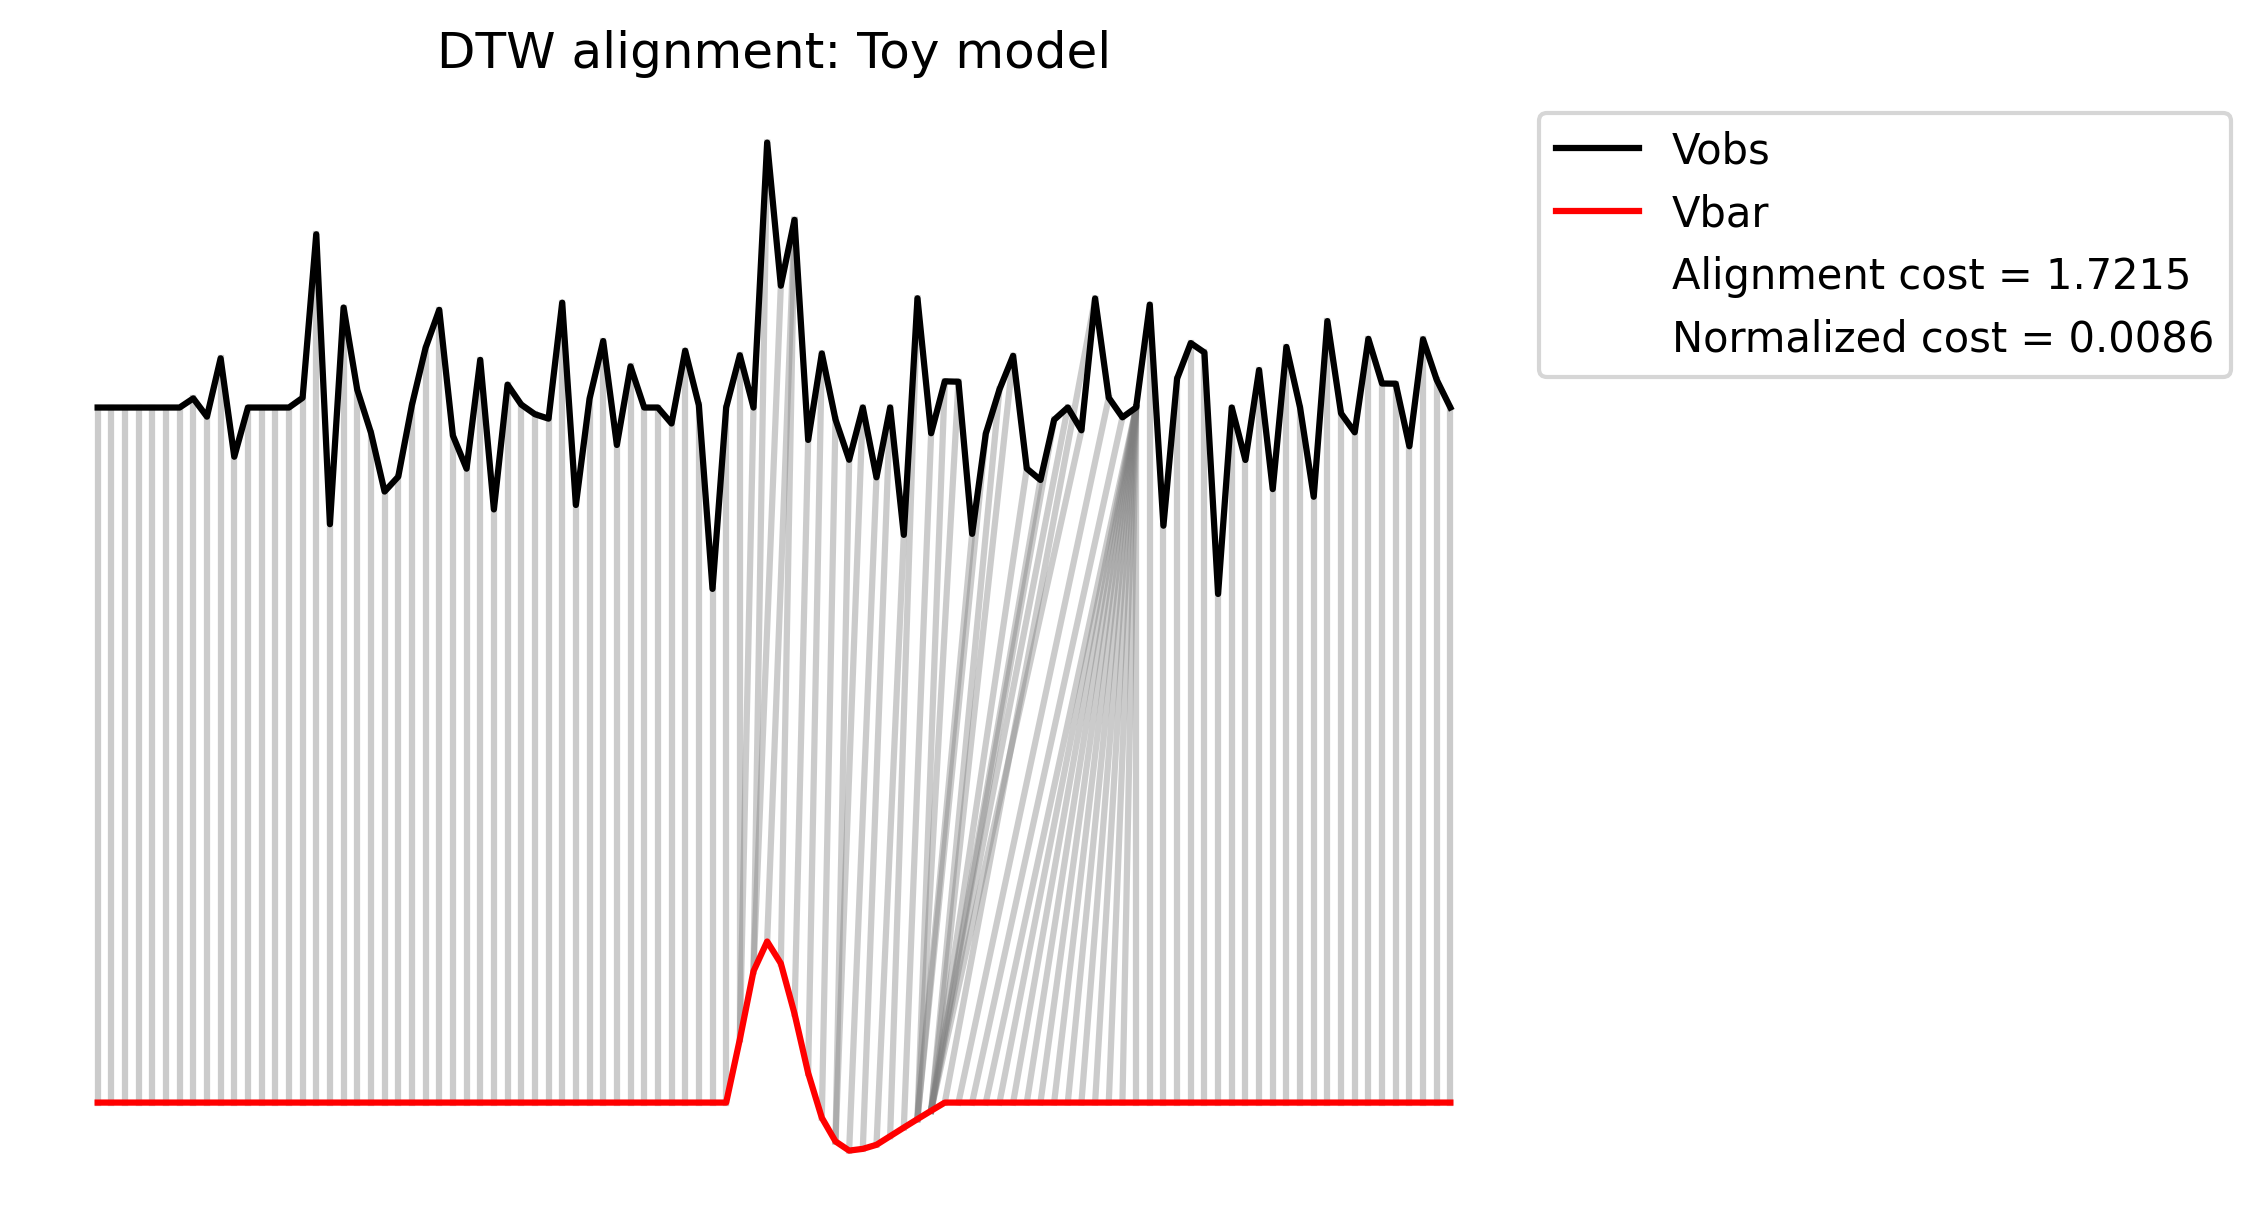 DTW alignment: Toy model
Vobs
Vbar
Alignment cost = 1.7215
Normalized cost = 0.0086